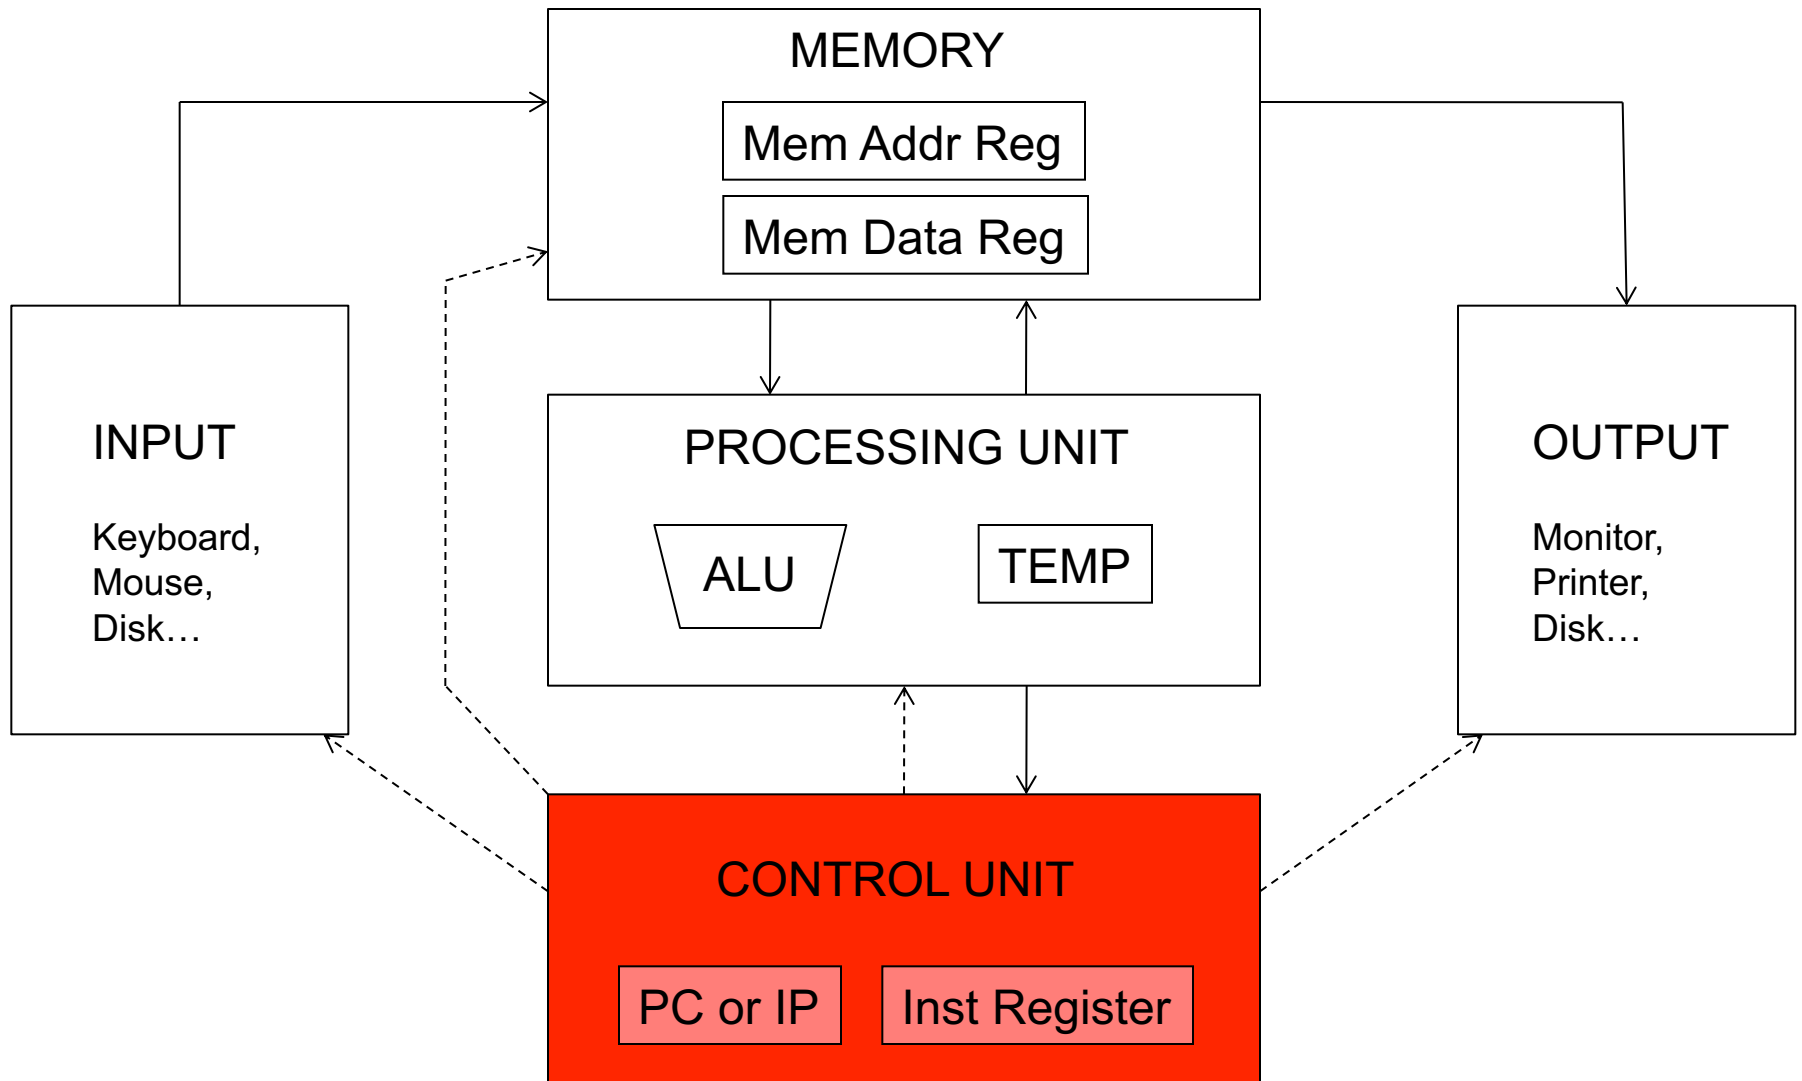 MEMORY
Mem Addr Reg
Mem Data Reg
INPUT
Keyboard,
Mouse,
Disk…
PROCESSING UNIT
ALU
TEMP
OUTPUT
Monitor,
Printer,
Disk…
CONTROL UNIT
PC or IP
Inst Register